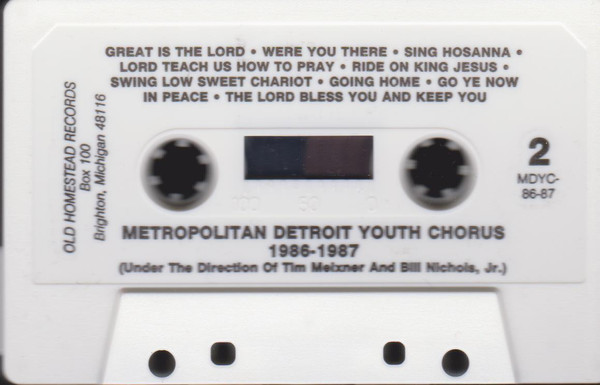 GREAT IS THE LORD • WERE YOU THERE • SING HOSANNA •
LORD TEACH US HOW TO PRAY • RIDE ON KING JESUS •
SWING LOW SWEET CHARIOT • GOING HOME • GO YE NOW
IN PEACE • THE LORD BLESS YOU AND KEEP YOU
OLD HOMESTEAD RECORDS
Box 100
Brighton, Michigan 48116
2
MDYC-
86-87
100 50 0
METROPOLITAN DETROIT YOUTH CHORUS
1986-1987
(Under The Direction Of Tim Meixner And Bill Nichols, Jr.)